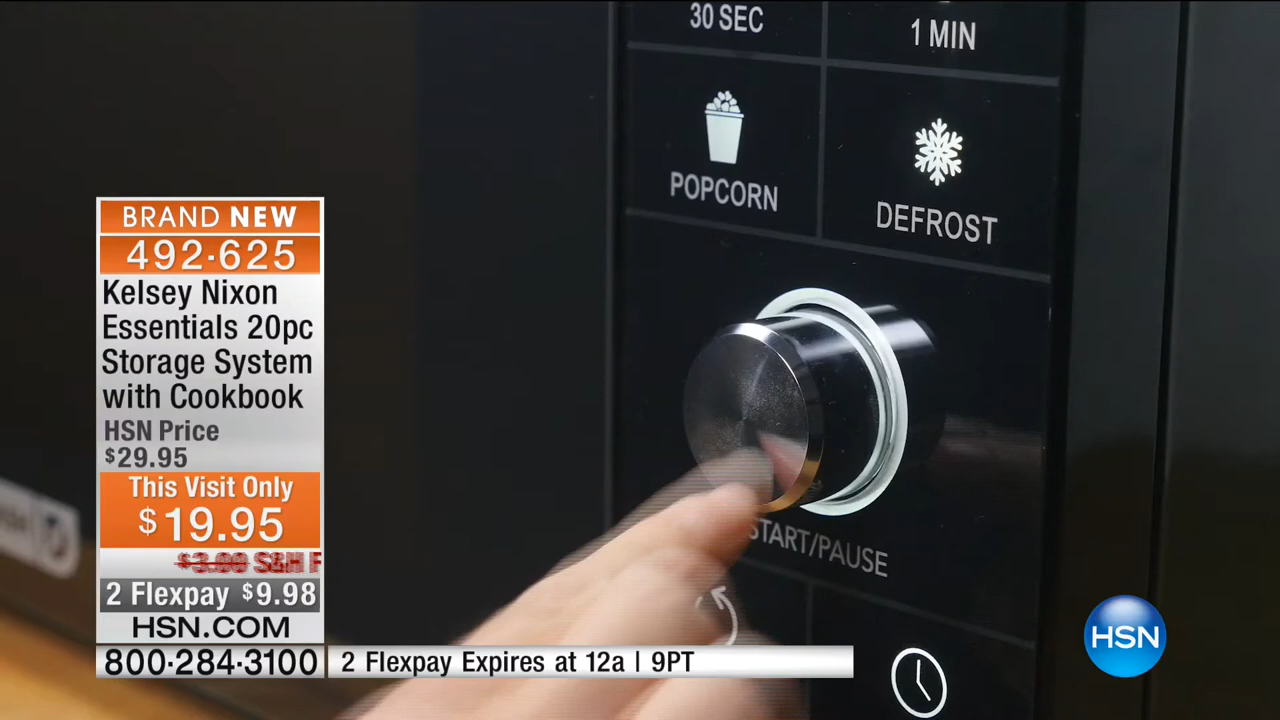 30 SEC
1 MIN
POPCORN
DEFROST
START/PAUSE
BRAND NEW
492·625
Kelsey Nixon
Essentials 20pc
Storage System
with Cookbook
HSN Price
$29.95
This Visit Only
$19.95
$3.00 S&H F
2 Flexpay $9.98
HSN.COM
800·284·3100
2 Flexpay Expires at 12a | 9PT
HSN